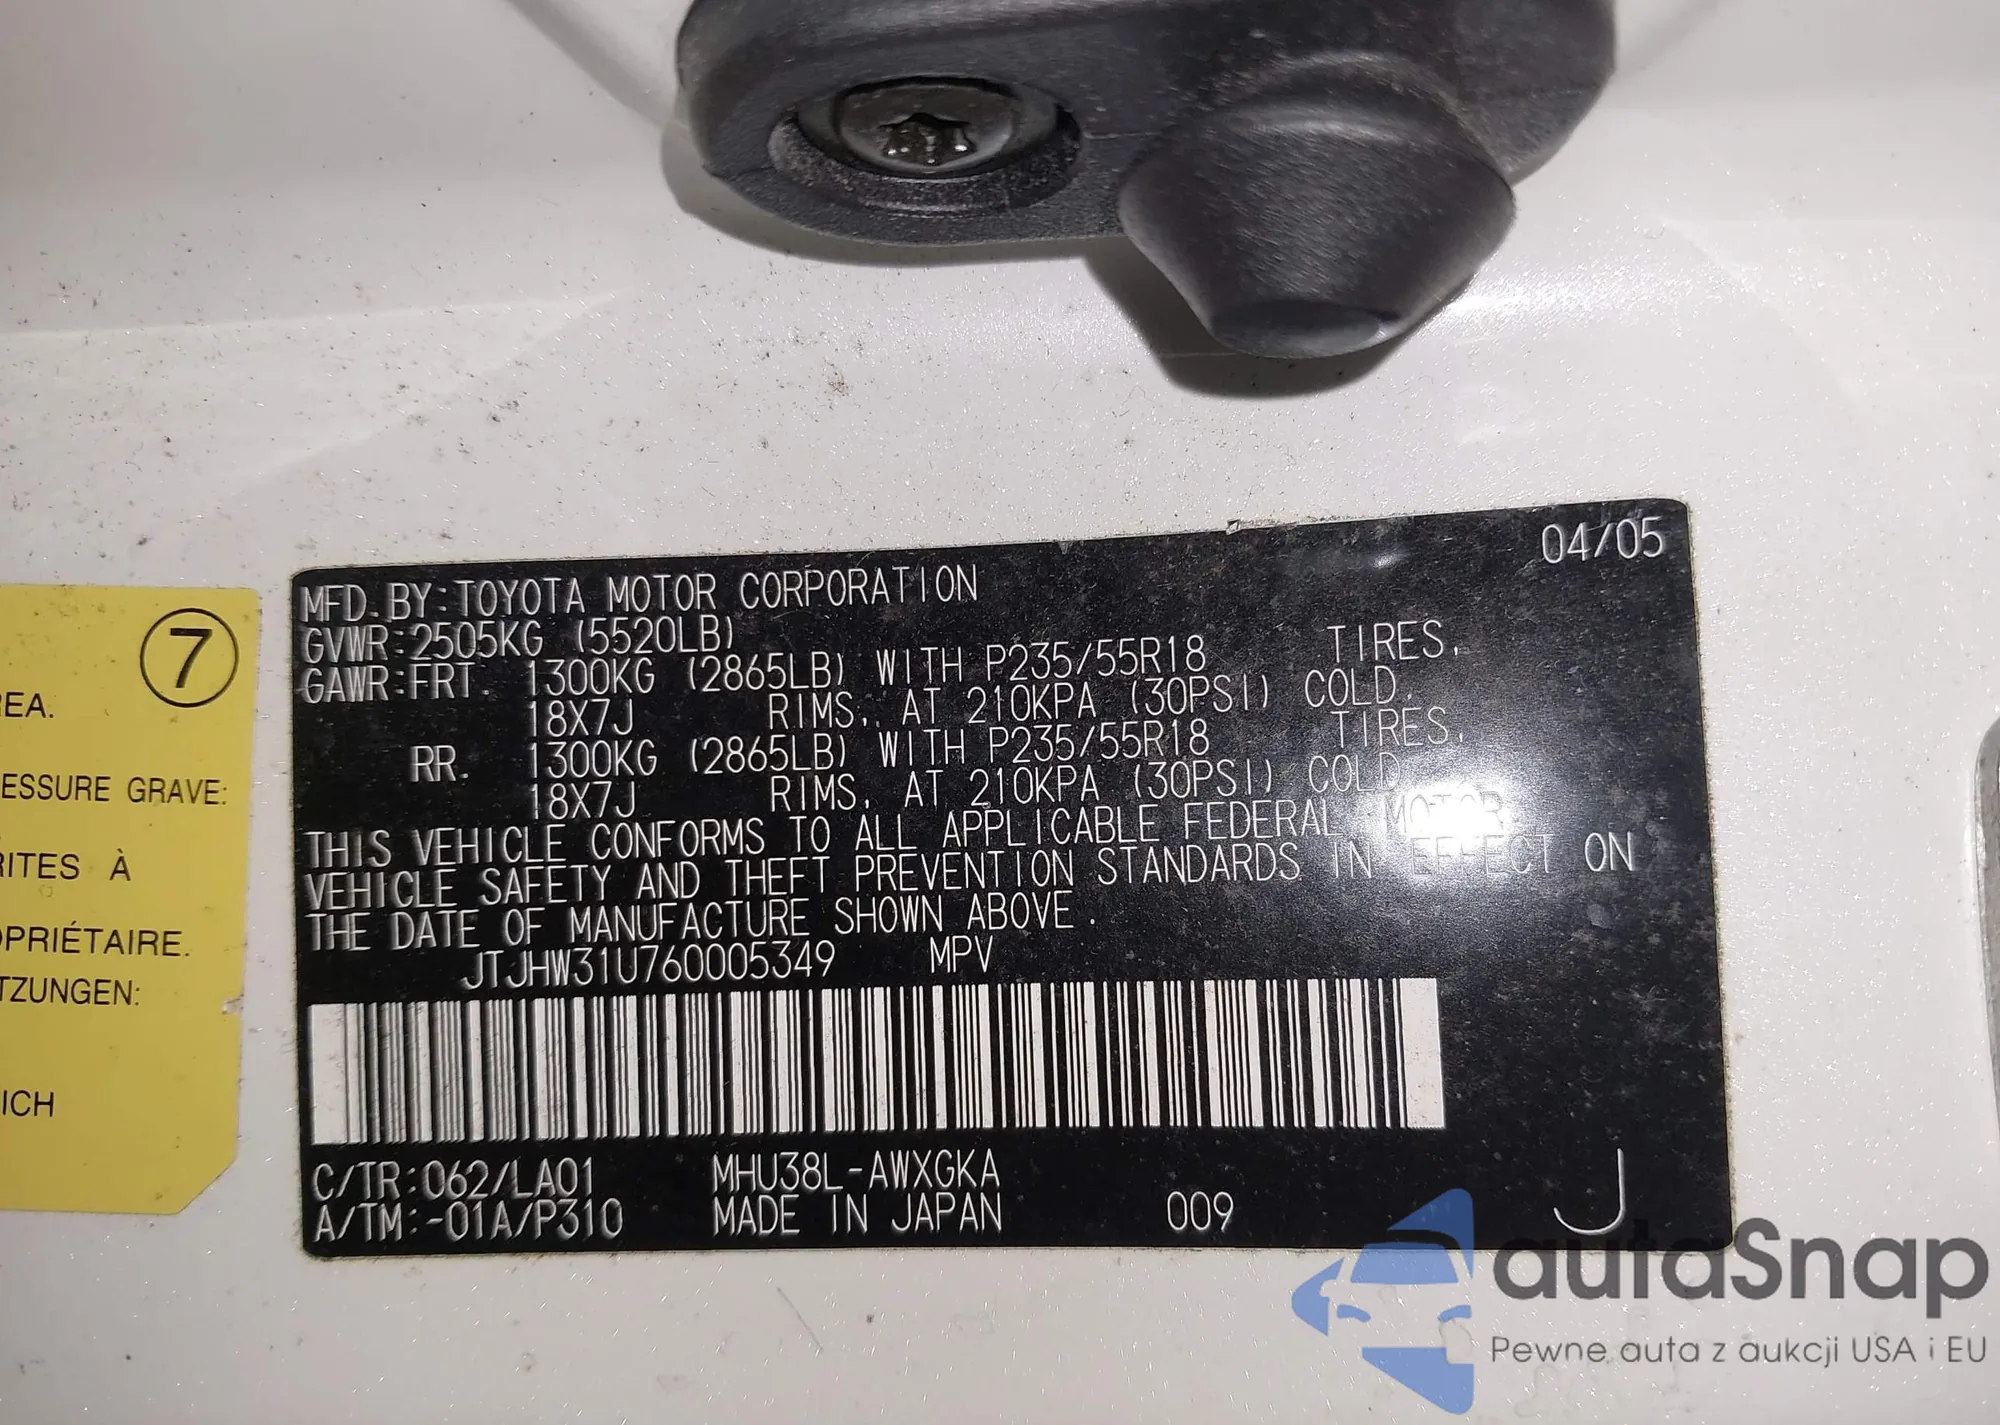 04/05
MFD. BY: TOYOTA MOTOR CORPORATION
GVWR: 2505KG (5520LB)
GAWR: FRT. 1300KG (2865LB) WITH P235/55R18 TIRES,
18X7J RIMS, AT 210KPA (30PSI) COLD.
RR. 1300KG (2865LB) WITH P235/55R18 TIRES,
18X7J RIMS, AT 210KPA (30PSI) COLD.
THIS VEHICLE CONFORMS TO ALL APPLICABLE FEDERAL MOTOR
VEHICLE SAFETY AND THEFT PREVENTION STANDARDS IN EFFECT ON
THE DATE OF MANUFACTURE SHOWN ABOVE.
JTJHW31U760005349 MPV
C/TR: 062/LA01 MHU38L-AWXGKA
A/TM: -01A/P310 MADE IN JAPAN 009 J
7
REA.
ESSURE GRAVE:
RITES À
OPRIÉTAIRE.
TZUNGEN:
ICH
autaSnap
Pewne auta z aukcji USA i EU